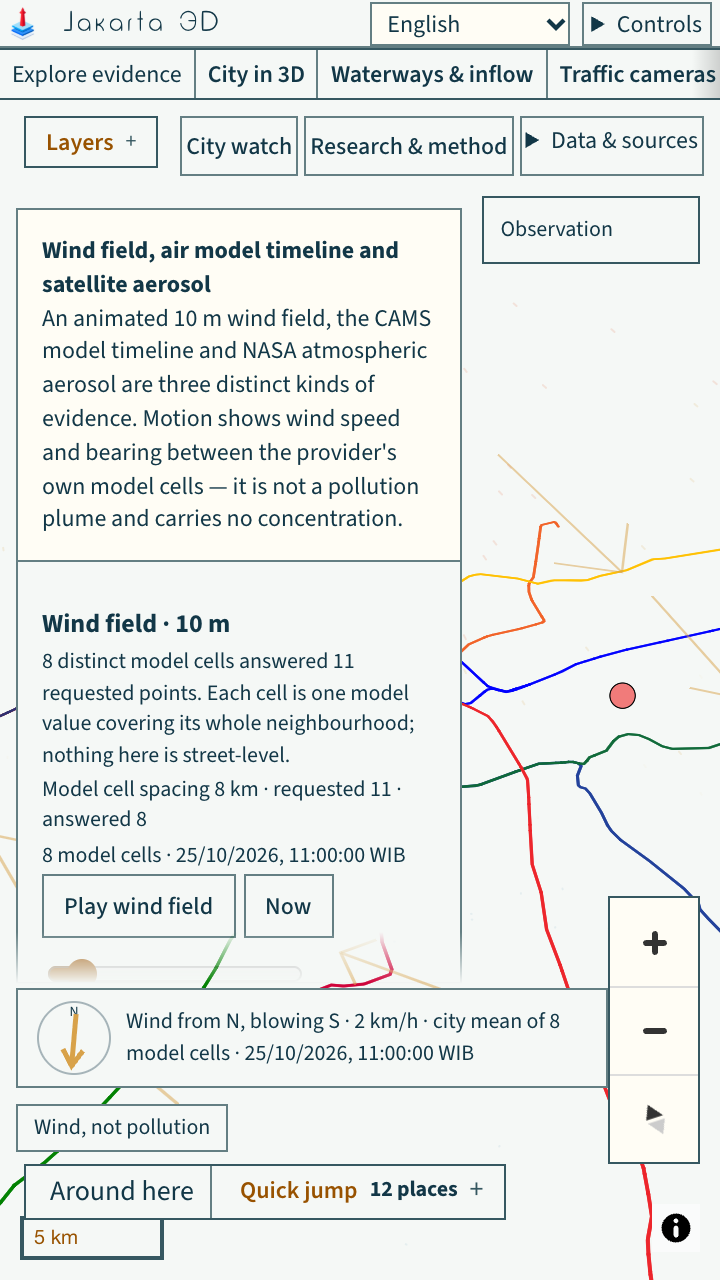 Jakarta 3D
English
Controls
Explore evidence
City in 3D
Waterways & inflow
Traffic cameras
Layers +
City watch
Research & method
Data & sources
Observation
Wind field, air model timeline and
satellite aerosol
An animated 10 m wind field, the CAMS
model timeline and NASA atmospheric
aerosol are three distinct kinds of
evidence. Motion shows wind speed
and bearing between the provider's
own model cells — it is not a pollution
plume and carries no concentration.
Wind field · 10 m
8 distinct model cells answered 11
requested points. Each cell is one model
value covering its whole neighbourhood;
nothing here is street-level.
Model cell spacing 8 km · requested 11 ·
answered 8
8 model cells · 25/10/2026, 11:00:00 WIB
Play wind field
Now
N
Wind from N, blowing S · 2 km/h · city mean of 8
model cells · 25/10/2026, 11:00:00 WIB
Wind, not pollution
Around here
Quick jump 12 places +
5 km